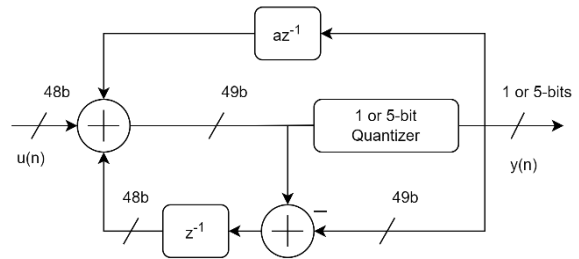 az⁻¹
48b
49b
1 or 5-bits
1 or 5-bit
Quantizer
u(n)
y(n)
48b
z⁻¹
49b